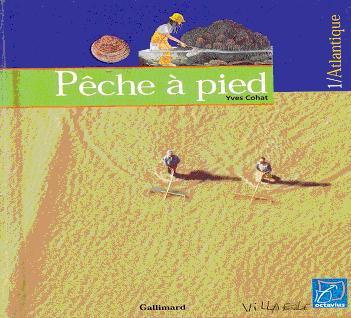 Pêche à pied
Yves Cohat
1/Atlantique
Gallimard
octavius